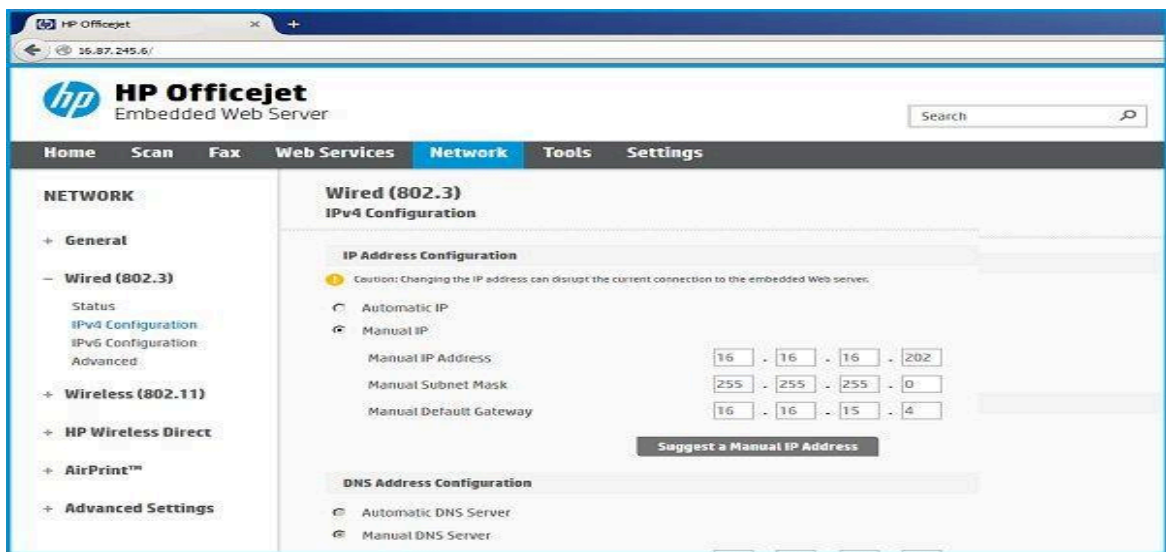 HP Officejet × +
16.87.245.6/
hp HP Officejet
Embedded Web Server
Search
Home Scan Fax Web Services Network Tools Settings
NETWORK
+ General
– Wired (802.3)
Status
IPv4 Configuration
IPv6 Configuration
Advanced
+ Wireless (802.11)
+ HP Wireless Direct
+ AirPrint™
+ Advanced Settings
Wired (802.3)
IPv4 Configuration
IP Address Configuration
Caution: Changing the IP address can disrupt the current connection to the embedded Web server.
Automatic IP
Manual IP
Manual IP Address 16 . 16 . 16 . 202
Manual Subnet Mask 255 . 255 . 255 . 0
Manual Default Gateway 16 . 16 . 15 . 4
Suggest a Manual IP Address
DNS Address Configuration
Automatic DNS Server
Manual DNS Server